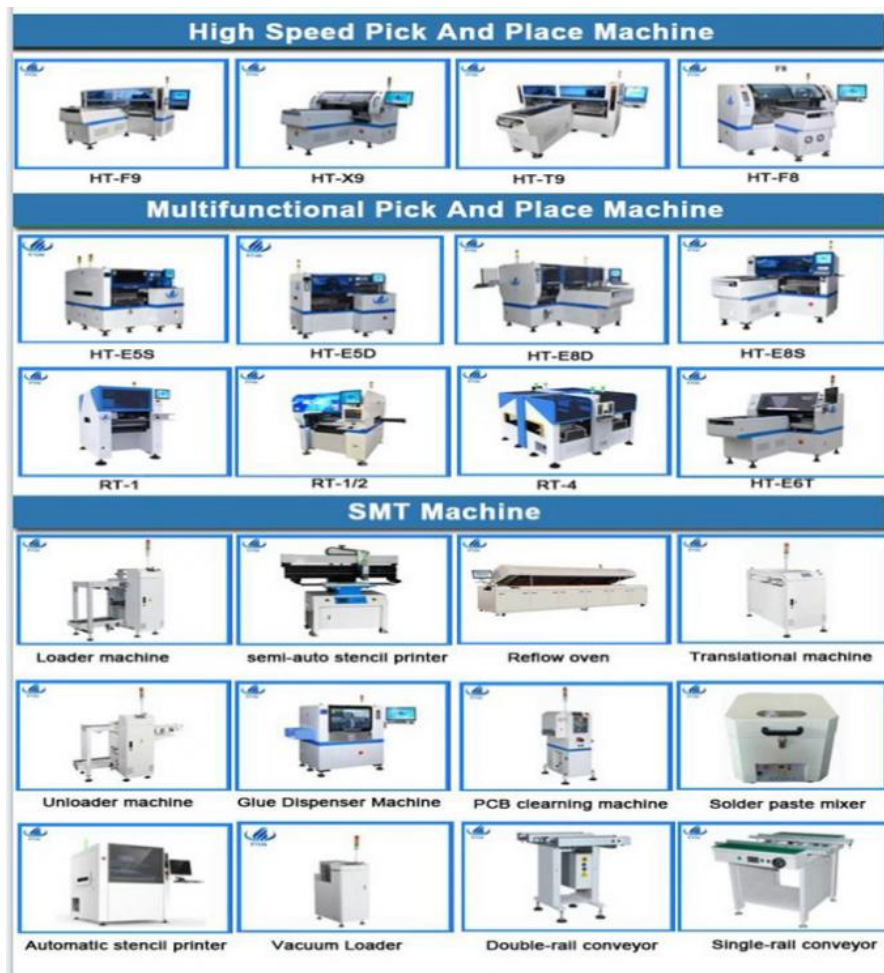 High Speed Pick And Place Machine
HT-F9 HT-X9 HT-T9 HT-F8
Multifunctional Pick And Place Machine
HT-E5S HT-E5D HT-E8D HT-E8S
RT-1 RT-1/2 RT-4 HT-E6T
SMT Machine
Loader machine semi-auto stencil printer Reflow oven Translational machine
Unloader machine Glue Dispenser Machine PCB clearning machine Solder paste mixer
Automatic stencil printer Vacuum Loader Double-rail conveyor Single-rail conveyor